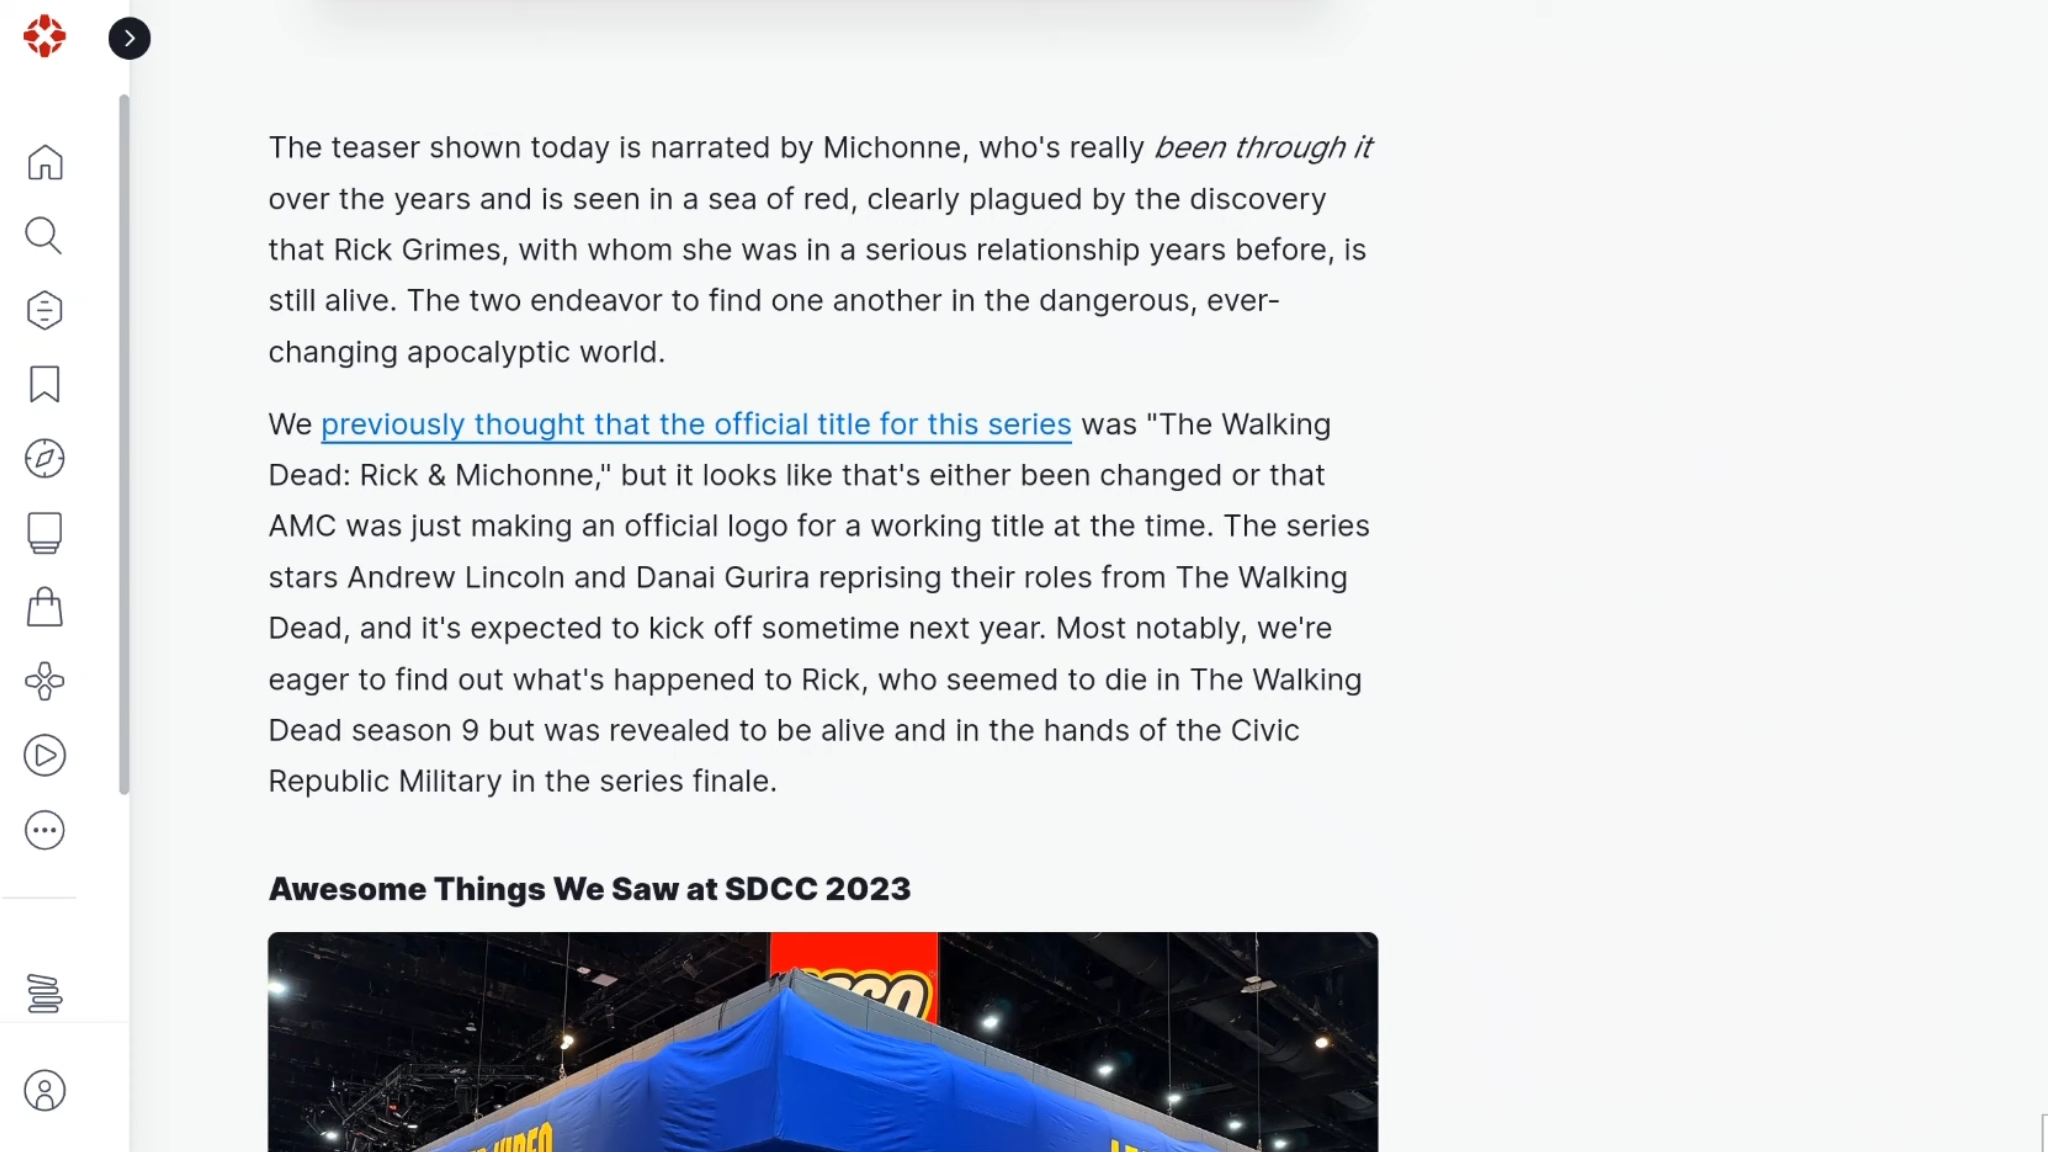 The teaser shown today is narrated by Michonne, who's really been through it
over the years and is seen in a sea of red, clearly plagued by the discovery
that Rick Grimes, with whom she was in a serious relationship years before, is
still alive. The two endeavor to find one another in the dangerous, ever-
changing apocalyptic world.
We previously thought that the official title for this series was "The Walking
Dead: Rick & Michonne," but it looks like that's either been changed or that
AMC was just making an official logo for a working title at the time. The series
stars Andrew Lincoln and Danai Gurira reprising their roles from The Walking
Dead, and it's expected to kick off sometime next year. Most notably, we're
eager to find out what's happened to Rick, who seemed to die in The Walking
Dead season 9 but was revealed to be alive and in the hands of the Civic
Republic Military in the series finale.
Awesome Things We Saw at SDCC 2023